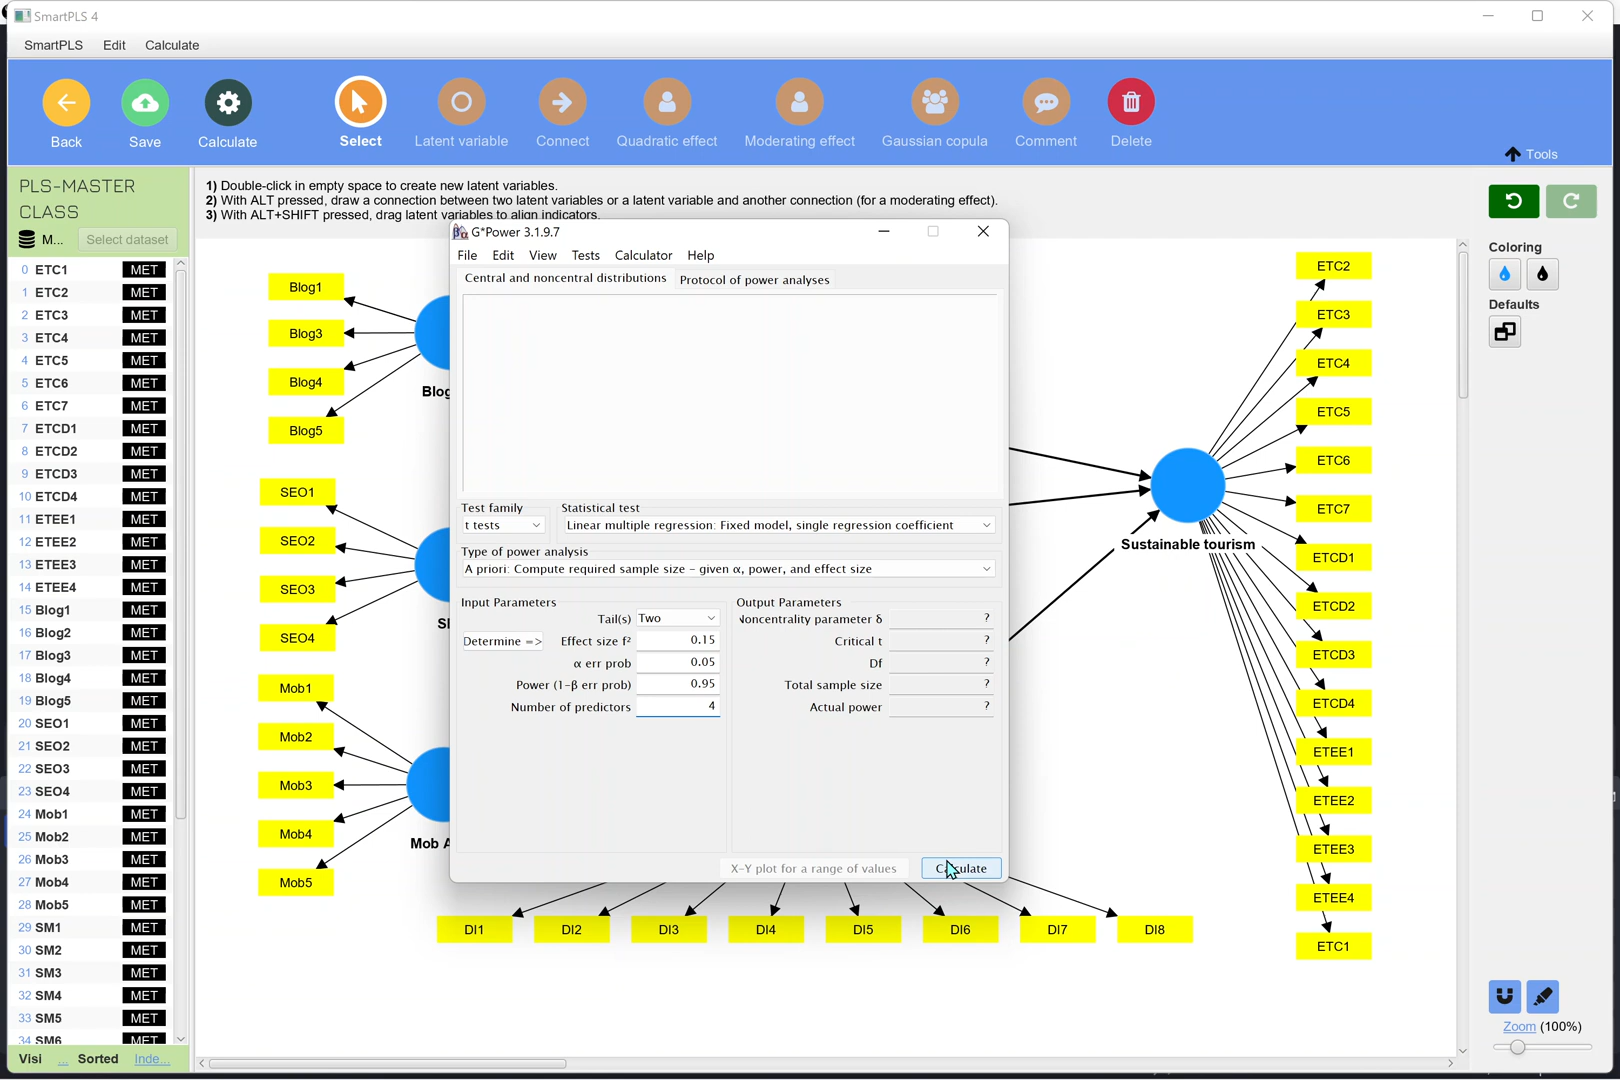 SmartPLS 4
SmartPLS Edit Calculate
Back Save Calculate Select Latent variable Connect Quadratic effect Moderating effect Gaussian copula Comment Delete
Tools
PLS-MASTER
CLASS
M... Select dataset
0 ETC1 MET
1 ETC2 MET
2 ETC3 MET
3 ETC4 MET
4 ETC5 MET
5 ETC6 MET
6 ETC7 MET
7 ETCD1 MET
8 ETCD2 MET
9 ETCD3 MET
10 ETCD4 MET
11 ETEE1 MET
12 ETEE2 MET
13 ETEE3 MET
14 ETEE4 MET
15 Blog1 MET
16 Blog2 MET
17 Blog3 MET
18 Blog4 MET
19 Blog5 MET
20 SEO1 MET
21 SEO2 MET
22 SEO3 MET
23 SEO4 MET
24 Mob1 MET
25 Mob2 MET
26 Mob3 MET
27 Mob4 MET
28 Mob5 MET
29 SM1 MET
30 SM2 MET
31 SM3 MET
32 SM4 MET
33 SM5 MET
34 SM6 MET
Visi ... Sorted Inde...
1) Double-click in empty space to create new latent variables.
2) With ALT pressed, draw a connection between two latent variables or a latent variable and another connection (for a moderating effect).
3) With ALT+SHIFT pressed, drag latent variables to align indicators.
Blog1
Blog3
Blog4
Blog5
Blog
SEO1
SEO2
SEO3
SEO4
Mob1
Mob2
Mob3
Mob4
Mob5
Mob A
G*Power 3.1.9.7
File Edit View Tests Calculator Help
Central and noncentral distributions Protocol of power analyses
Test family Statistical test
t tests Linear multiple regression: Fixed model, single regression coefficient
Type of power analysis
A priori: Compute required sample size – given α, power, and effect size
Input Parameters
Tail(s) Two
Determine => Effect size f² 0.15
α err prob 0.05
Power (1-β err prob) 0.95
Number of predictors 4
Output Parameters
Noncentrality parameter δ ?
Critical t ?
Df ?
Total sample size ?
Actual power ?
X-Y plot for a range of values Calculate
DI1 DI2 DI3 DI4 DI5 DI6 DI7 DI8
Sustainable tourism
ETC2
ETC3
ETC4
ETC5
ETC6
ETC7
ETCD1
ETCD2
ETCD3
ETCD4
ETEE1
ETEE2
ETEE3
ETEE4
ETC1
Coloring
Defaults
Zoom (100%)